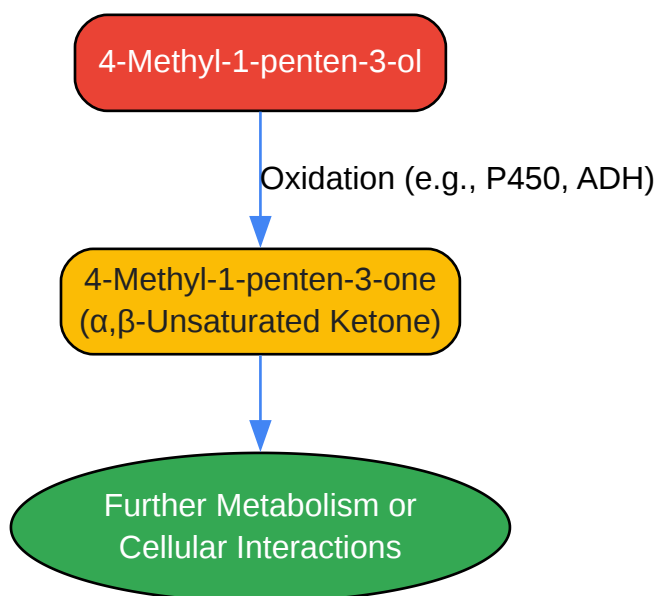 4-Methyl-1-penten-3-ol
Oxidation (e.g., P450, ADH)
4-Methyl-1-penten-3-one
(α,β-Unsaturated Ketone)
Further Metabolism or
Cellular Interactions